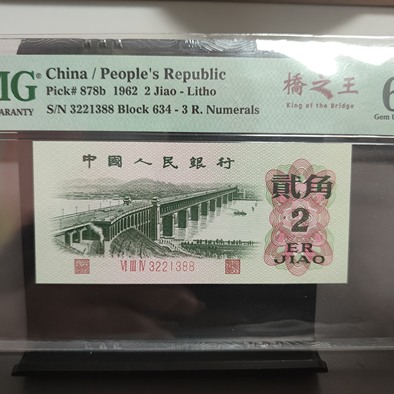 MG
ARANTY
China / People's Republic
Pick# 878b 1962 2 Jiao - Litho
S/N 3221388 Block 634 - 3 R. Numerals
橋之王
King of the Bridge
6
Gem U
中國人民銀行
貳角
2
ER
JIAO
VI III IV 3221388